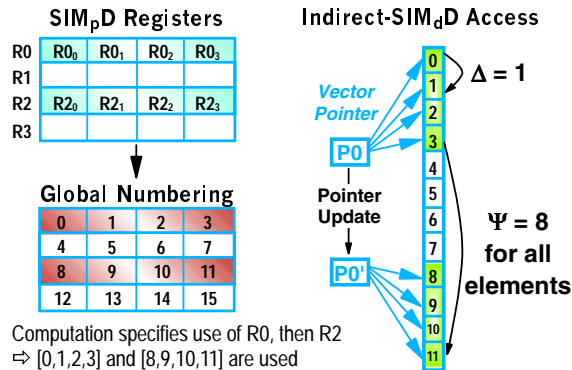 SIMpD Registers
R0 R0₀ R0₁ R0₂ R0₃
R1
R2 R2₀ R2₁ R2₂ R2₃
R3
Global Numbering
0 1 2 3
4 5 6 7
8 9 10 11
12 13 14 15
Computation specifies use of R0, then R2
⇨ [0,1,2,3] and [8,9,10,11] are used
Indirect-SIMdD Access
Vector
Pointer
P0
Pointer
Update
P0'
0
1
2
3
4
5
6
7
8
9
10
11
Δ = 1
Ψ = 8
for all
elements